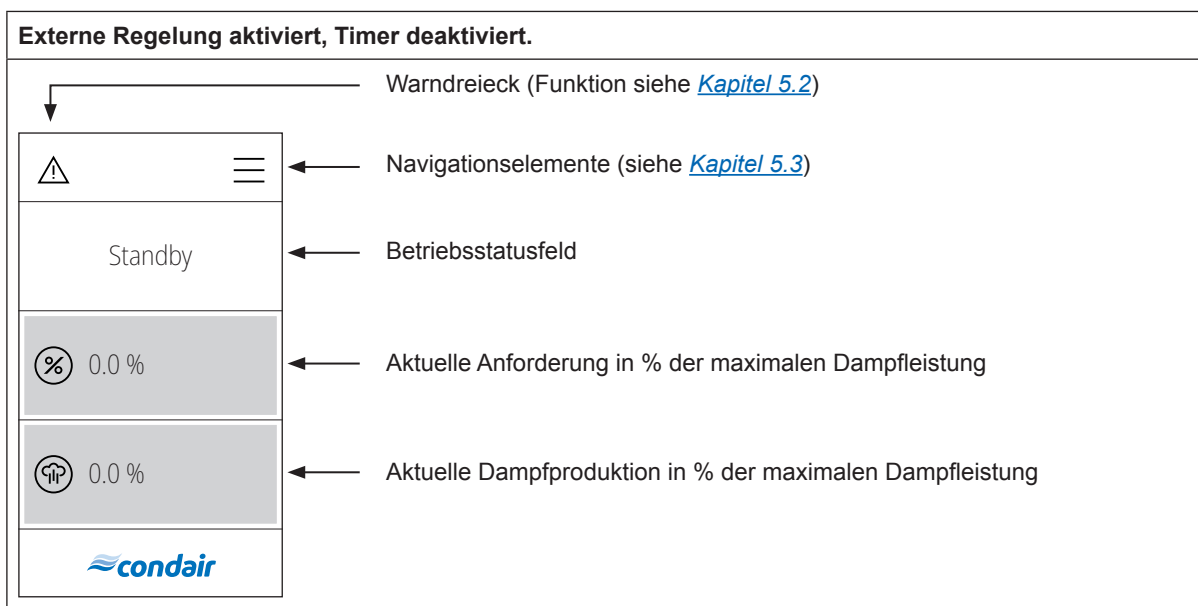 Externe Regelung aktiviert, Timer deaktiviert.
Warndreieck (Funktion siehe Kapitel 5.2)
Navigationselemente (siehe Kapitel 5.3)
Standby
Betriebsstatusfeld
0.0 %
Aktuelle Anforderung in % der maximalen Dampfleistung
0.0 %
Aktuelle Dampfproduktion in % der maximalen Dampfleistung
condair